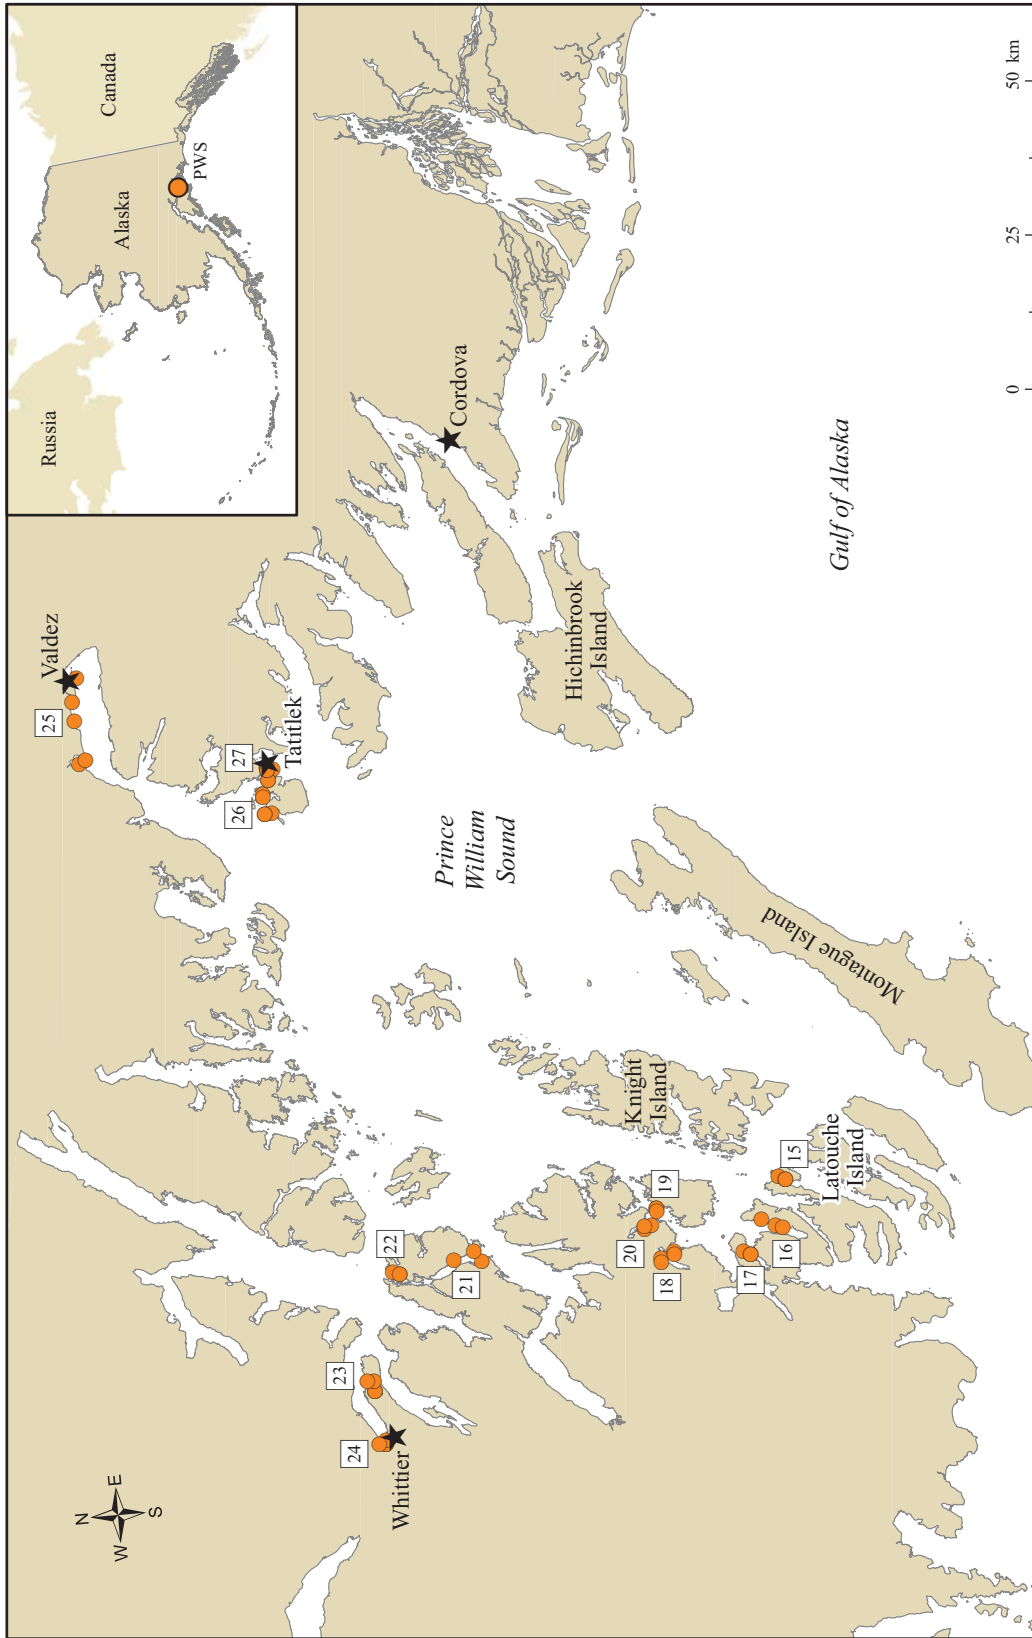 Russia
Alaska
Canada
PWS
N
W
E
S
Valdez
25
26
27
Tatitlek
Cordova
Whittier
24
23
22
21
Prince
William
Sound
Hichinbrook
Island
20
19
18
Knight
Island
17
16
15
Latouche
Island
Montague Island
Gulf of Alaska
0
25
50 km